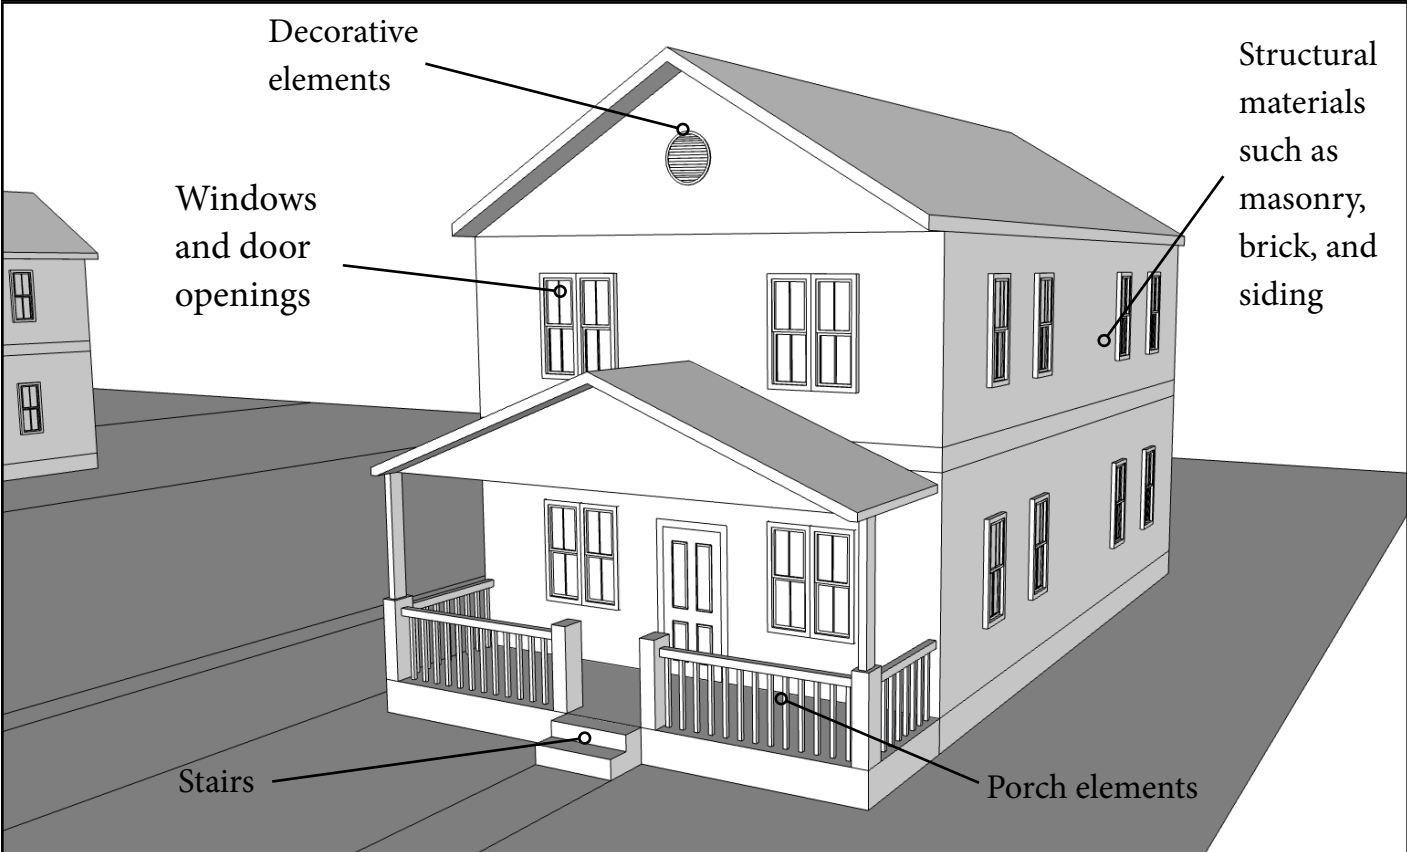 Decorative
elements
Structural
materials
such as
masonry,
brick, and
siding
Windows
and door
openings
Stairs
Porch elements